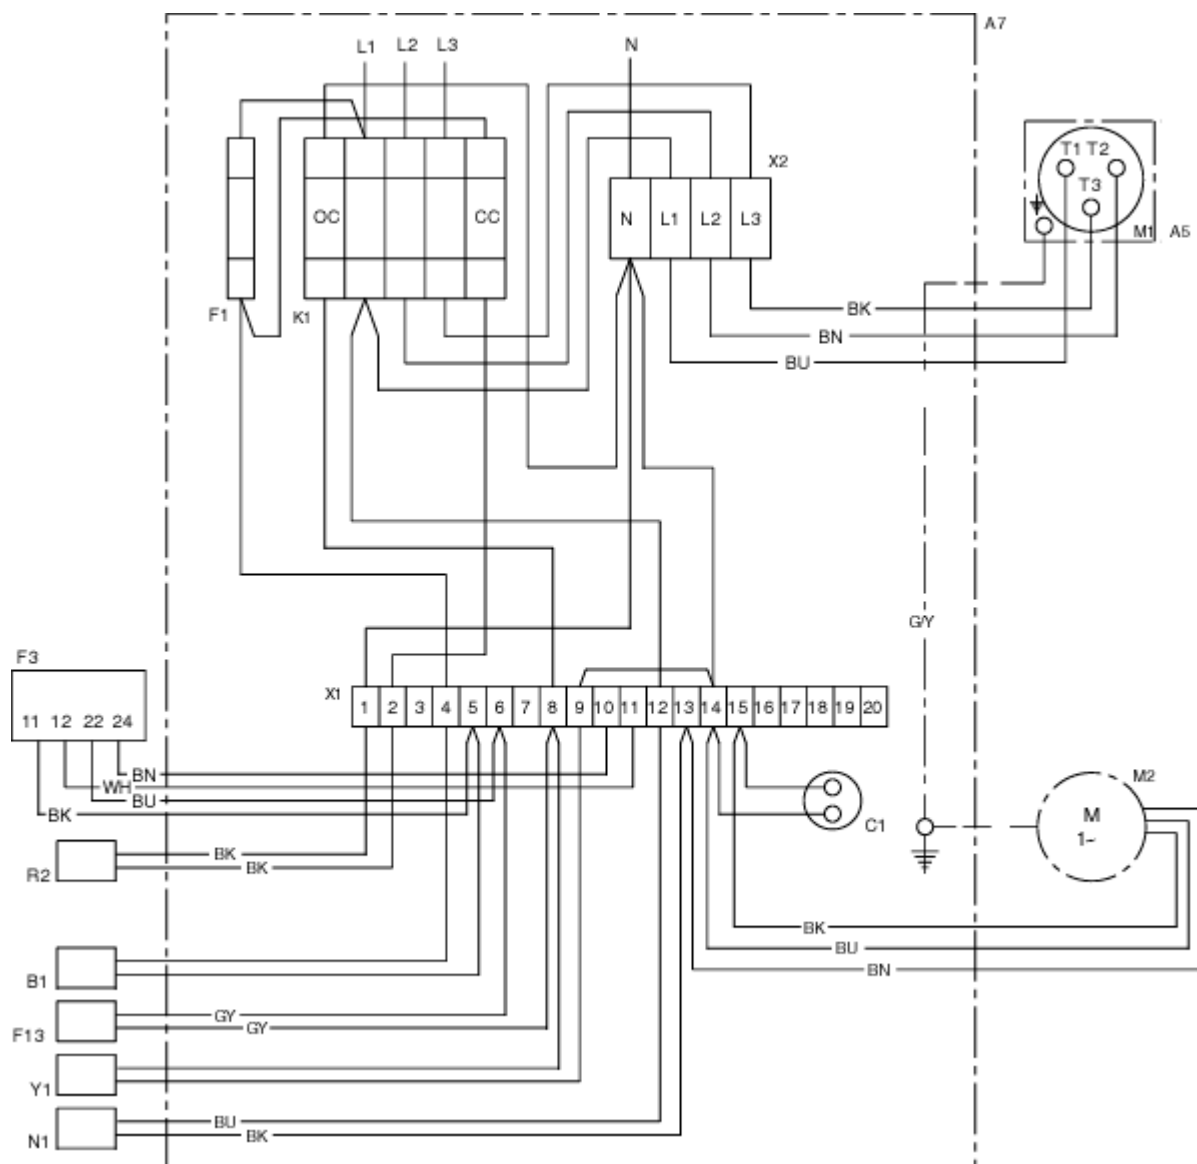 A7
L1 L2 L3 N
X2
T1 T2
T3
OC CC
N L1 L2 L3
M1 A5
F1 K1
BK
BN
BU
G/Y
F3
X1
1 2 3 4 5 6 7 8 9 10 11 12 13 14 15 16 17 18 19 20
11 12 22 24
BN
WH
BU
BK
M2
M
1~
C1
BK
R2
BK
BK
BU
BN
B1
GY
F13
GY
Y1
BU
N1
BK